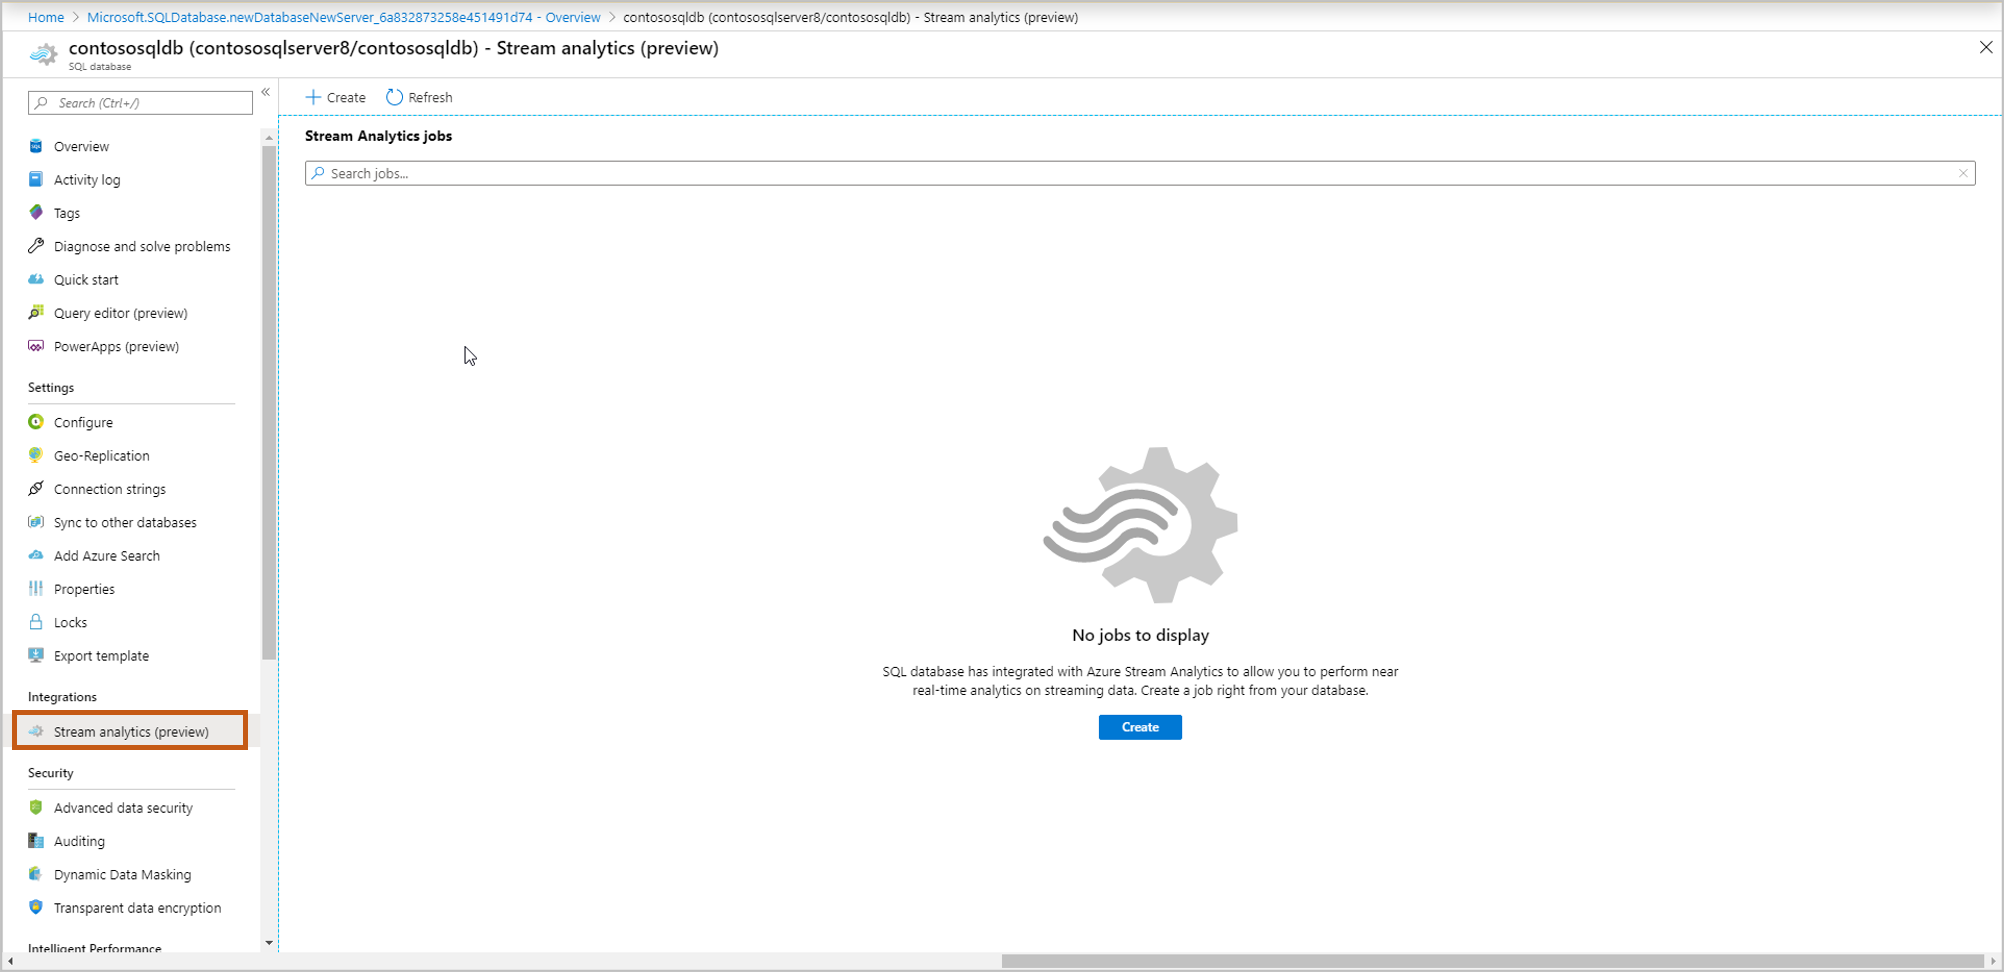 Home > Microsoft.SQLDatabase.newDatabaseNewServer_6a832873258e451491d74 - Overview > contososqldb (contososqlserver8/contososqldb) - Stream analytics (preview)
contososqldb (contososqlserver8/contososqldb) - Stream analytics (preview)
SQL database
Search (Ctrl+/)
Overview
Activity log
Tags
Diagnose and solve problems
Quick start
Query editor (preview)
PowerApps (preview)
Settings
Configure
Geo-Replication
Connection strings
Sync to other databases
Add Azure Search
Properties
Locks
Export template
Integrations
Stream analytics (preview)
Security
Advanced data security
Auditing
Dynamic Data Masking
Transparent data encryption
Intelligent Performance
Create
Refresh
Stream Analytics jobs
Search jobs...
No jobs to display
SQL database has integrated with Azure Stream Analytics to allow you to perform near
real-time analytics on streaming data. Create a job right from your database.
Create